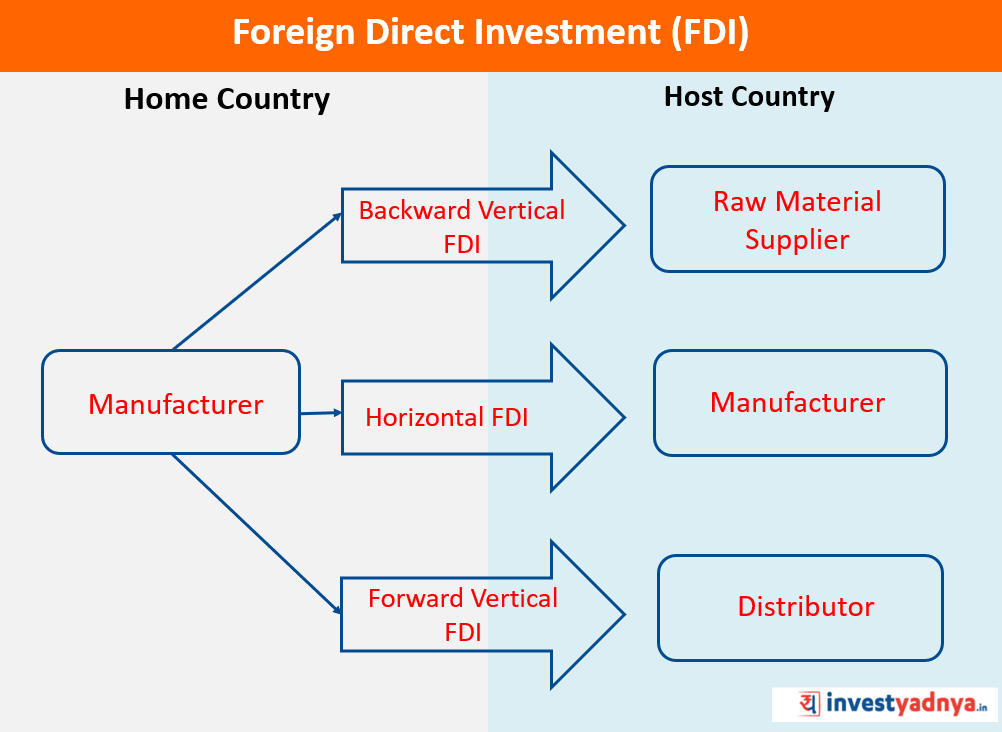 Foreign Direct Investment (FDI)
Home Country
Host Country
Backward Vertical
FDI
Raw Material
Supplier
Manufacturer
Horizontal FDI
Manufacturer
Forward Vertical
FDI
Distributor
investyadnya.in